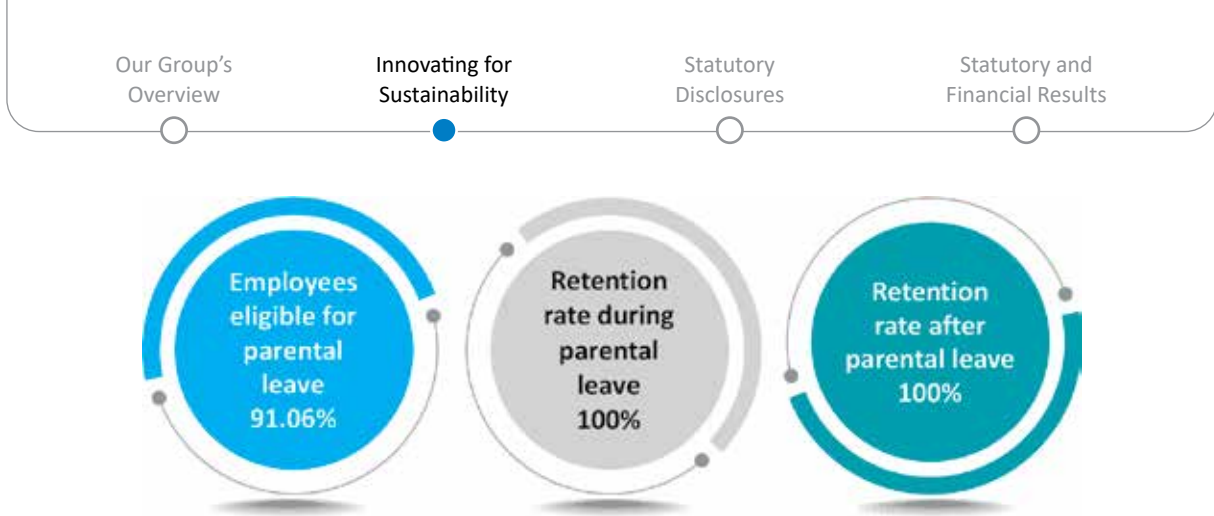 Our Group's
Overview
Innovating for
Sustainability
Statutory
Disclosures
Statutory and
Financial Results
Employees
eligible for
parental
leave
91.06%
Retention
rate during
parental
leave
100%
Retention
rate after
parental leave
100%